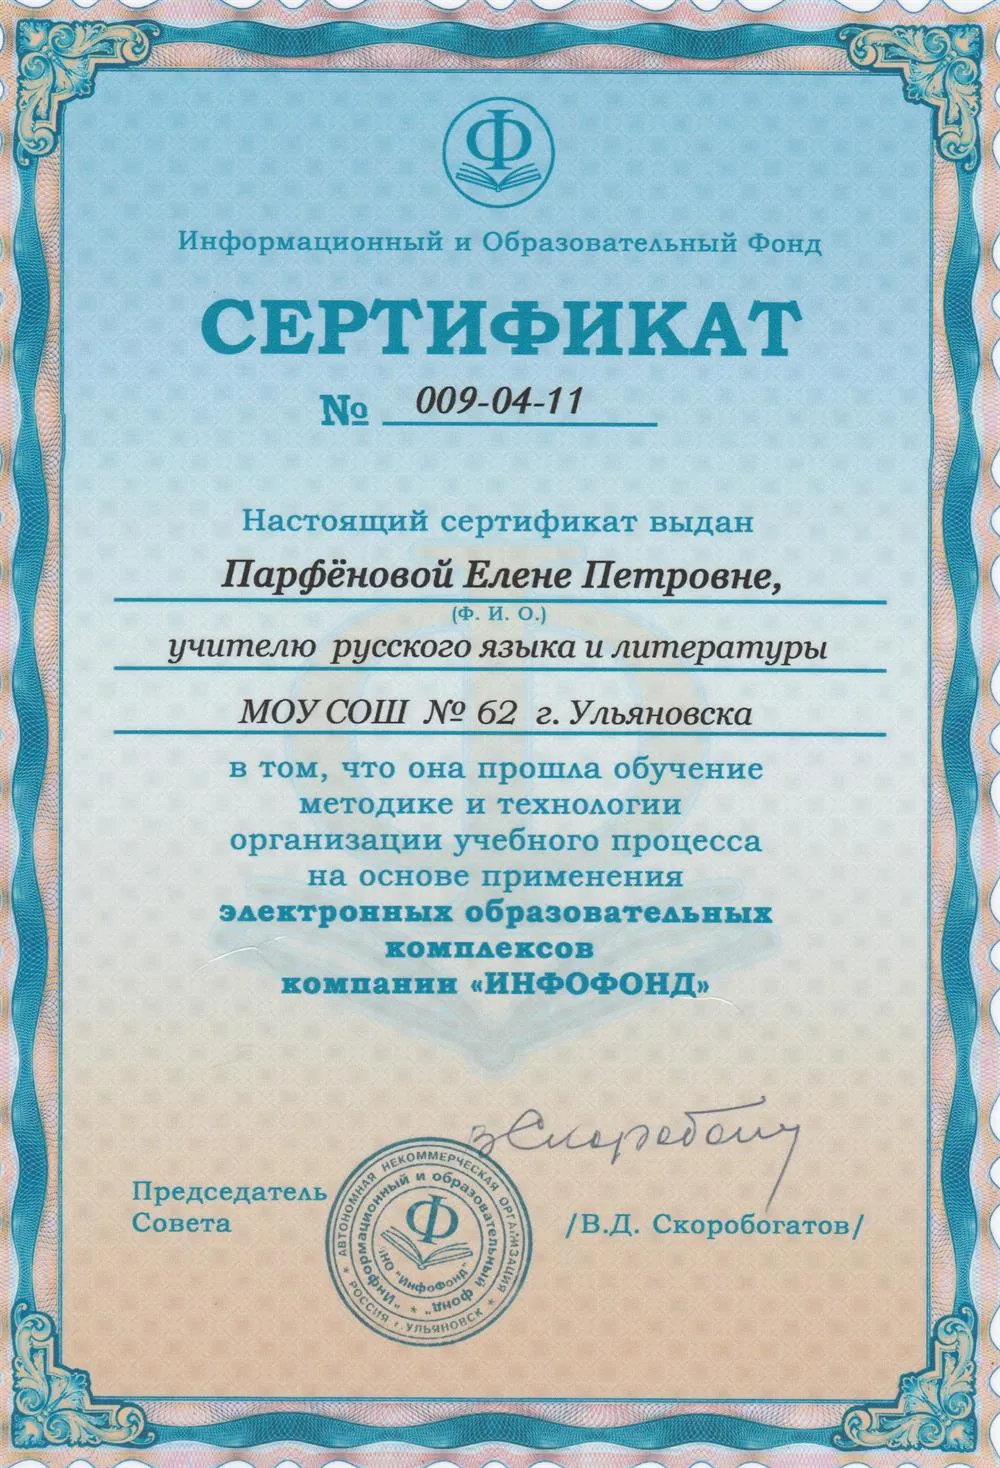 Ф
Информационный и Образовательный Фонд
СЕРТИФИКАТ
№ 009-04-11
Настоящий сертификат выдан
Парфёновой Елене Петровне,
(Ф. И. О.)
учителю русского языка и литературы
МОУ СОШ № 62 г. Ульяновска
в том, что она прошла обучение
методике и технологии
организации учебного процесса
на основе применения
электронных образовательных
комплексов
компании «ИНФОФОНД»
Председатель
Совета
/В.Д. Скоробогатов/
АВТОНОМНАЯ НЕКОММЕРЧЕСКАЯ ОРГАНИЗАЦИЯ
* РОССИЯ г. УЛЬЯНОВСК *
"Информационный и образовательный фонд" *
Ф
АНО "ИнфоФонд"